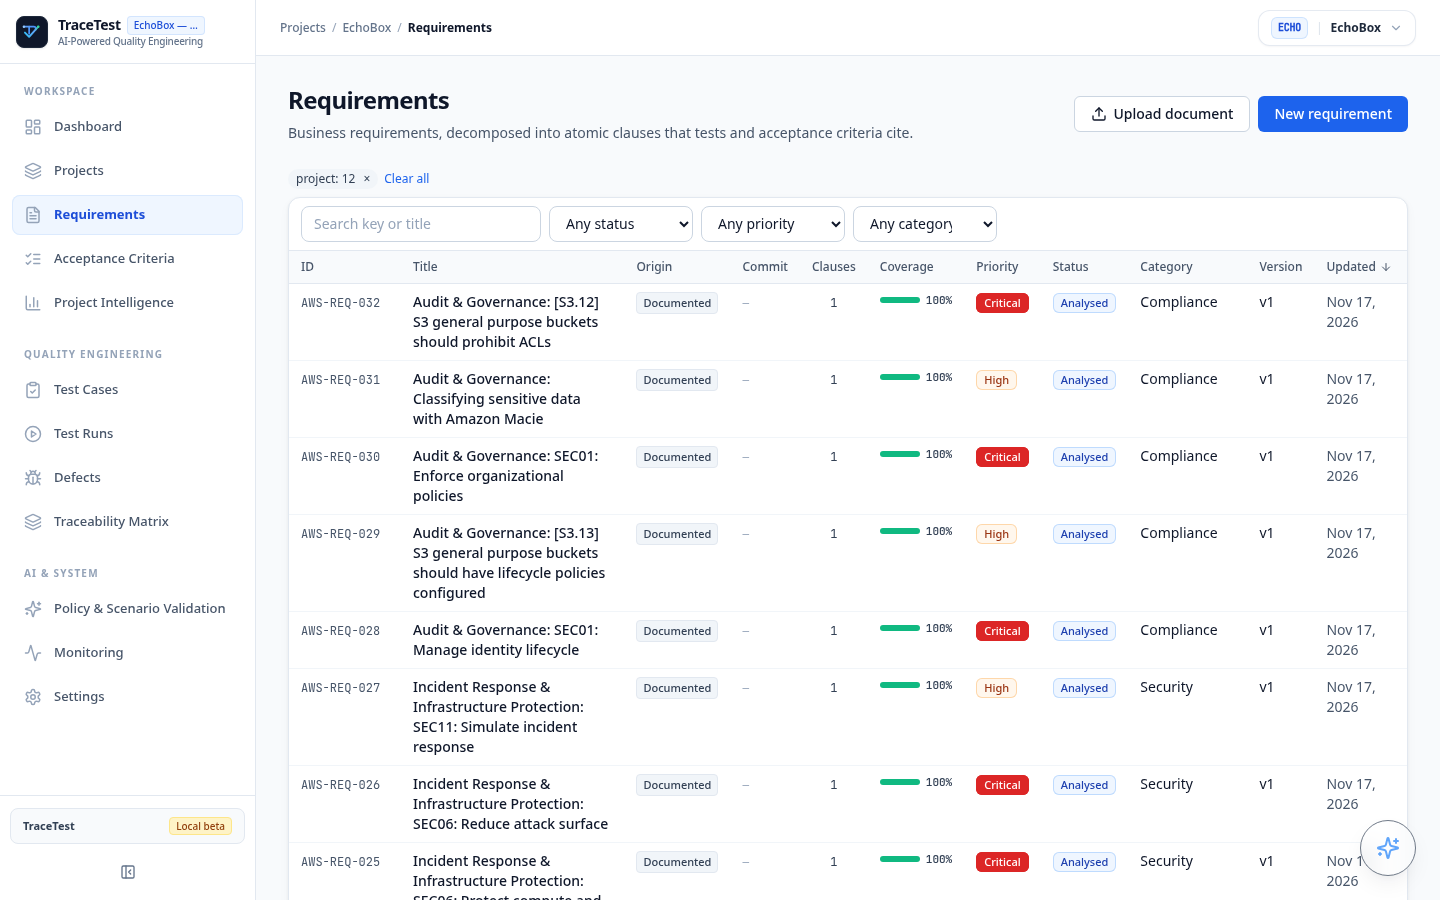 TraceTest EchoBox — ...
AI-Powered Quality Engineering
WORKSPACE
Dashboard
Projects
Requirements
Acceptance Criteria
Project Intelligence
QUALITY ENGINEERING
Test Cases
Test Runs
Defects
Traceability Matrix
AI & SYSTEM
Policy & Scenario Validation
Monitoring
Settings
TraceTest Local beta
Projects / EchoBox / Requirements
ECHO EchoBox
Requirements
Business requirements, decomposed into atomic clauses that tests and acceptance criteria cite.
Upload document
New requirement
project: 12 × Clear all
Search key or title Any status Any priority Any category
ID Title Origin Commit Clauses Coverage Priority Status Category Version Updated ↓
AWS-REQ-032 Audit & Governance: [S3.12] Documented — 1 100% Critical Analysed Compliance v1 Nov 17,
S3 general purpose buckets 2026
should prohibit ACLs
AWS-REQ-031 Audit & Governance: Documented — 1 100% High Analysed Compliance v1 Nov 17,
Classifying sensitive data 2026
with Amazon Macie
AWS-REQ-030 Audit & Governance: SEC01: Documented — 1 100% Critical Analysed Compliance v1 Nov 17,
Enforce organizational 2026
policies
AWS-REQ-029 Audit & Governance: [S3.13] Documented — 1 100% High Analysed Compliance v1 Nov 17,
S3 general purpose buckets 2026
should have lifecycle policies
configured
AWS-REQ-028 Audit & Governance: SEC01: Documented — 1 100% Critical Analysed Compliance v1 Nov 17,
Manage identity lifecycle 2026
AWS-REQ-027 Incident Response & Documented — 1 100% High Analysed Security v1 Nov 17,
Infrastructure Protection: 2026
SEC11: Simulate incident
response
AWS-REQ-026 Incident Response & Documented — 1 100% Critical Analysed Security v1 Nov 17,
Infrastructure Protection: 2026
SEC06: Reduce attack surface
AWS-REQ-025 Incident Response & Documented — 1 100% Critical Analysed Security v1 Nov
Infrastructure Protection: 2026
SEC06: Protect compute and